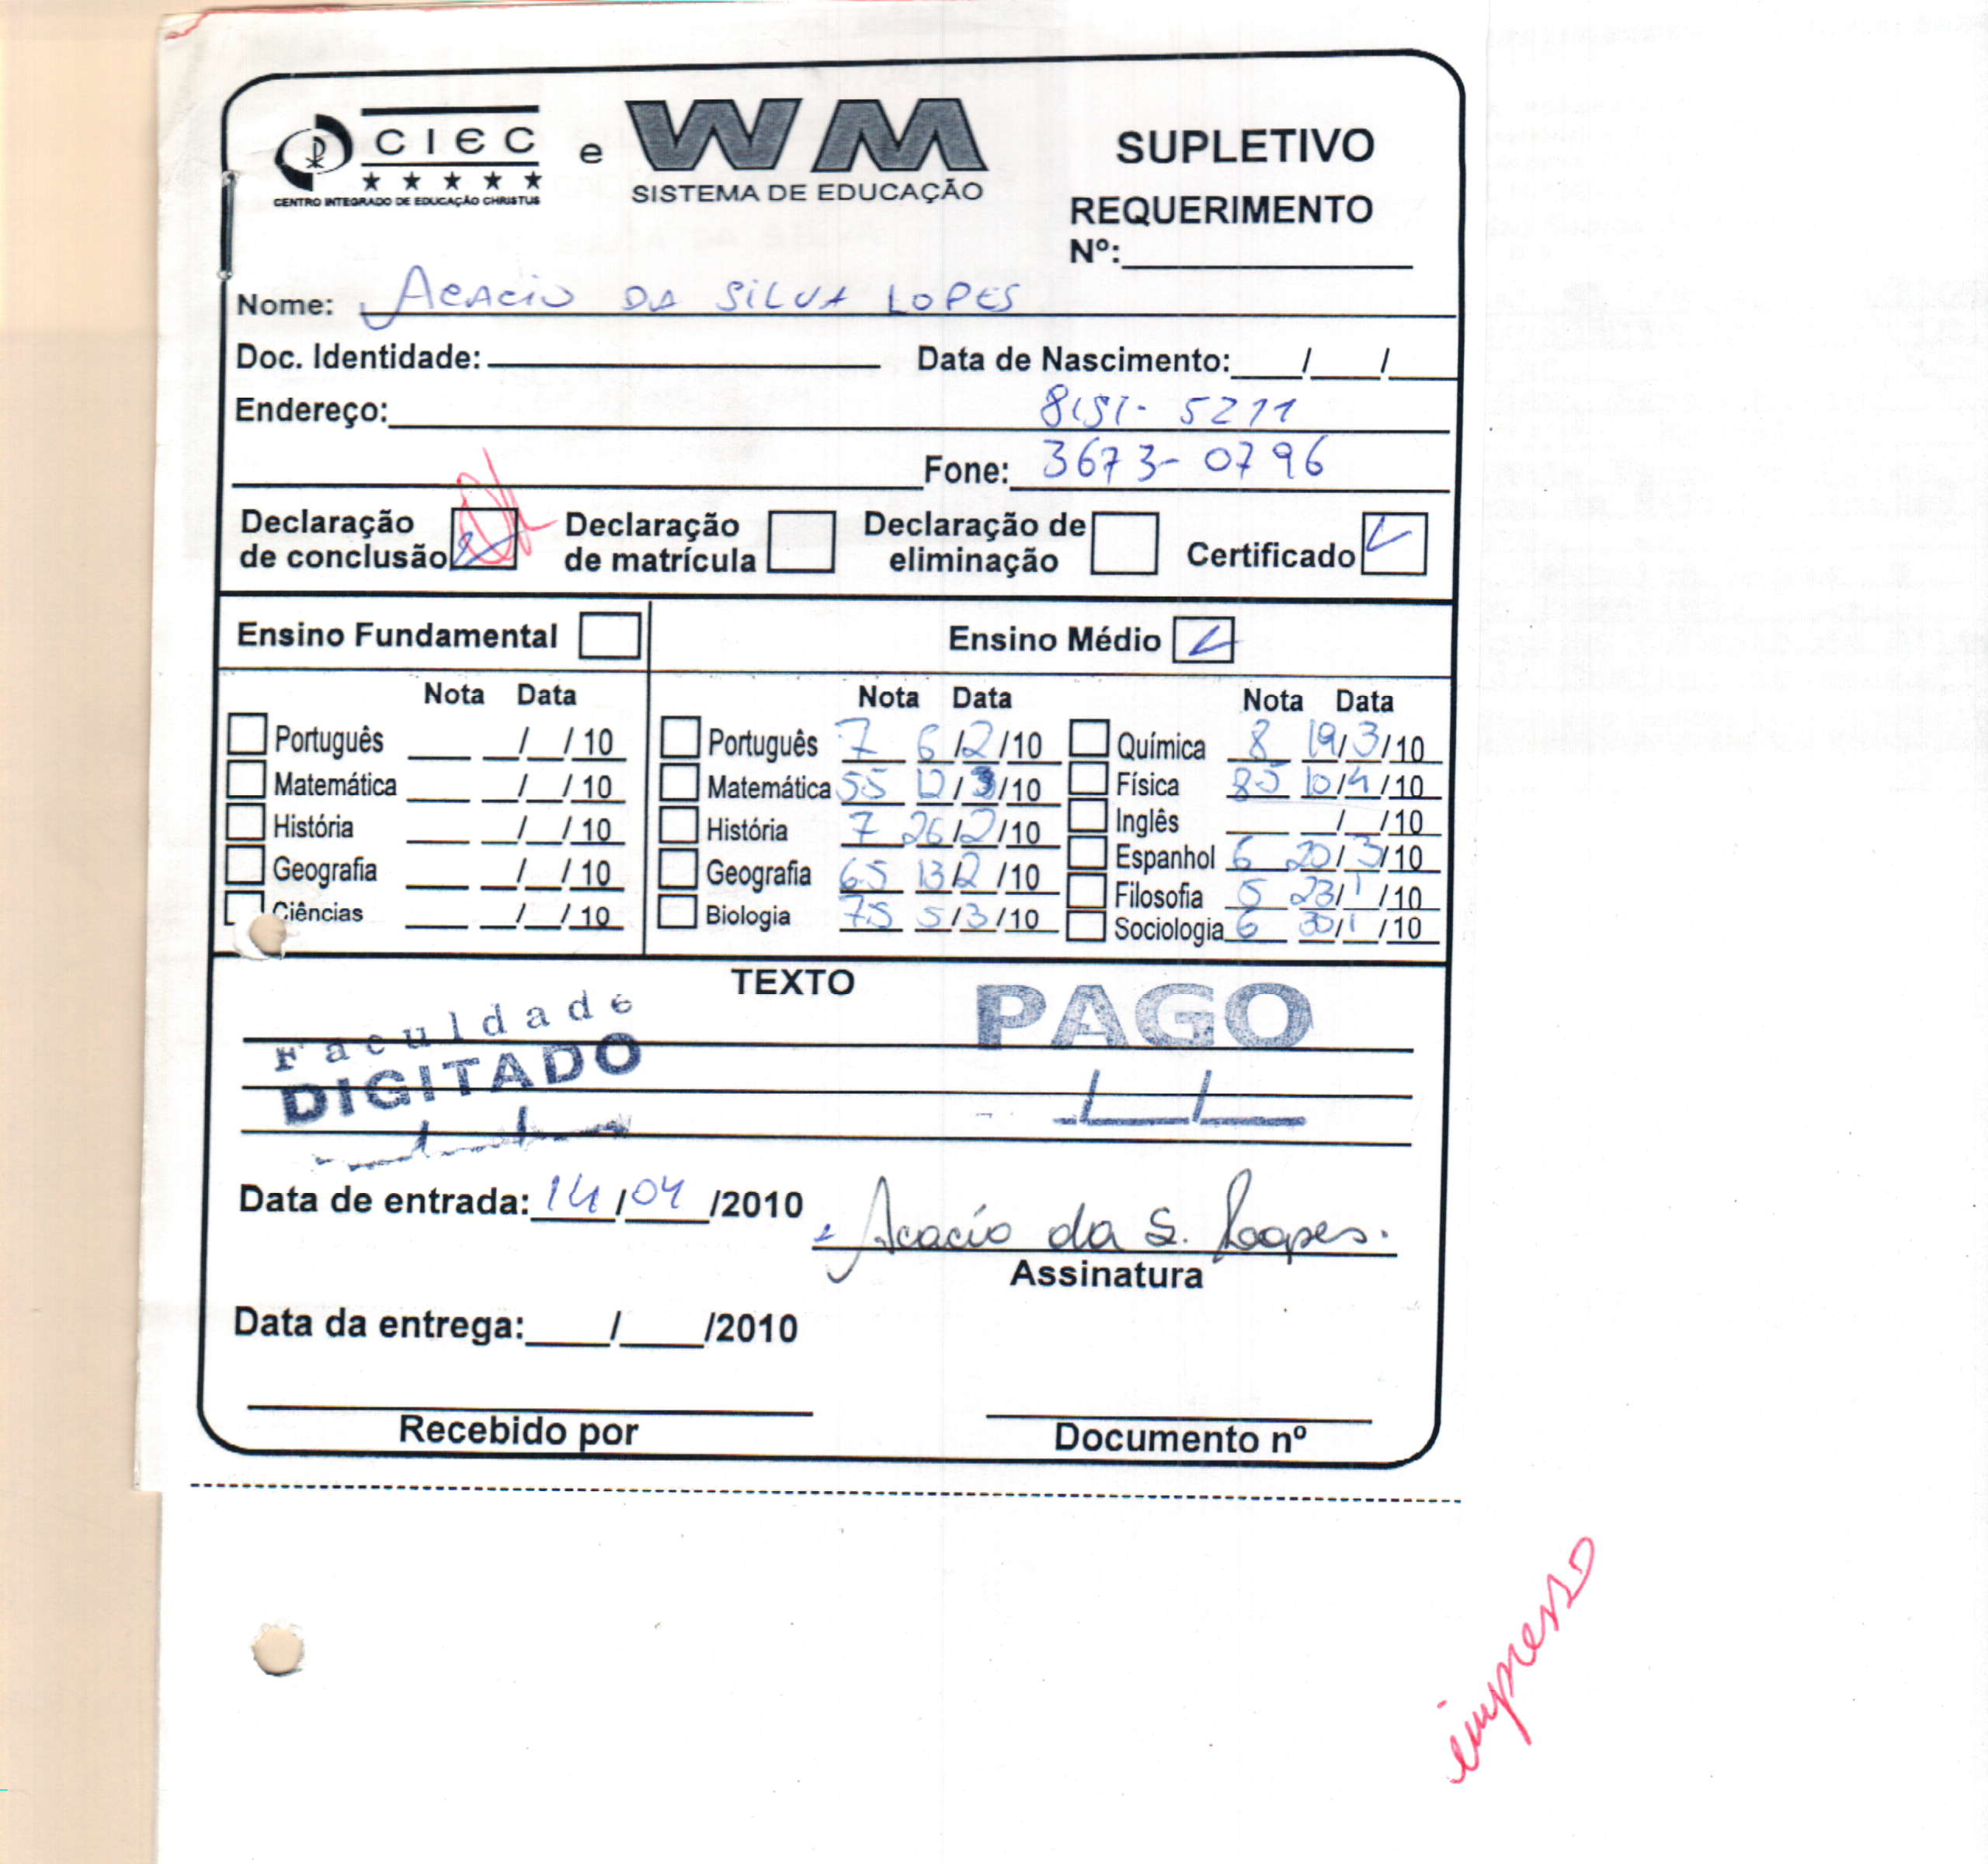 CIEC e WM SUPLETIVO
★ ★ ★ ★ ★
CENTRO INTEGRADO DE EDUCAÇÃO CHRISTUS SISTEMA DE EDUCAÇÃO
REQUERIMENTO
Nº:
Nome: ACACIO DA SILVA LOPES
Doc. Identidade: Data de Nascimento: / /
Endereço: 8151-5211
Fone: 3673-0796
Declaração de conclusão Declaração de matrícula Declaração de eliminação Certificado
Ensino Fundamental Ensino Médio
Nota Data Nota Data Nota Data
Português / / 10 Português 7 6/2/10 Química 8 19/3/10
Matemática / / 10 Matemática 55 12/3/10 Física 85 10/4/10
História / / 10 História 7 26/2/10 Inglês / /10
Geografia / / 10 Geografia 65 13/2/10 Espanhol 6 20/3/10
Ciências / / 10 Biologia 75 5/3/10 Filosofia 5 23/1/10
Sociologia 6 30/1/10
TEXTO
Faculdade
DIGITADO
PAGO
/ /
Data de entrada: 14/04/2010
Acacio da S. Lopes.
Assinatura
Data da entrega: / /2010
Recebido por Documento nº
impresso